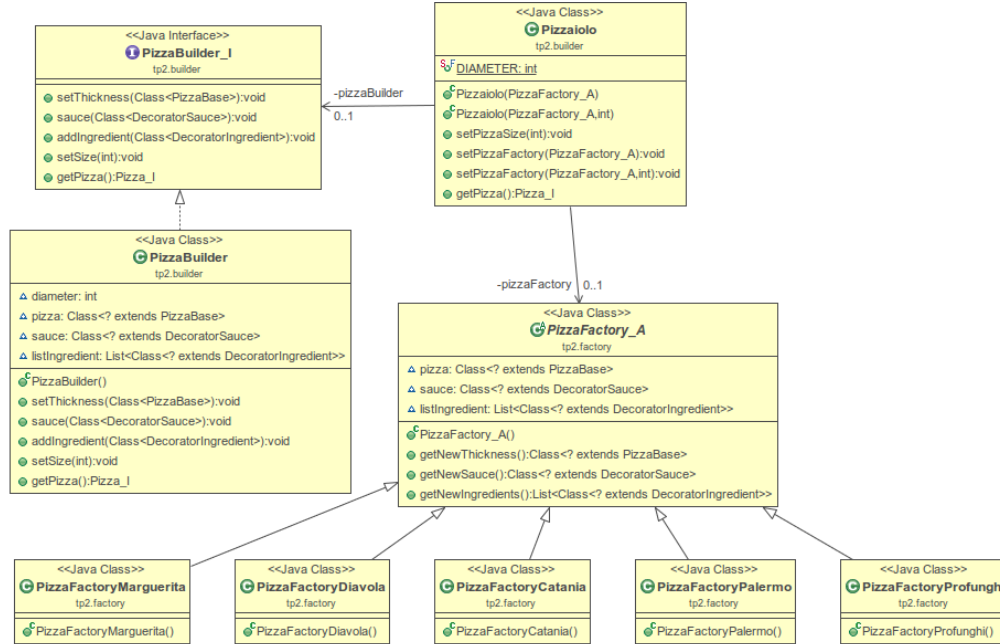 <<Java Interface>>
PizzaBuilder_I
tp2.builder
setThickness(Class<PizzaBase>):void
sauce(Class<DecoratorSauce>):void
addIngredient(Class<DecoratorIngredient>):void
setSize(int):void
getPizza():Pizza_I
-pizzaBuilder
0..1
<<Java Class>>
Pizzaiolo
tp2.builder
DIAMETER: int
Pizzaiolo(PizzaFactory_A)
Pizzaiolo(PizzaFactory_A,int)
setPizzaSize(int):void
setPizzaFactory(PizzaFactory_A):void
setPizzaFactory(PizzaFactory_A,int):void
getPizza():Pizza_I
<<Java Class>>
PizzaBuilder
tp2.builder
diameter: int
pizza: Class<? extends PizzaBase>
sauce: Class<? extends DecoratorSauce>
listIngredient: List<Class<? extends DecoratorIngredient>>
PizzaBuilder()
setThickness(Class<PizzaBase>):void
sauce(Class<DecoratorSauce>):void
addIngredient(Class<DecoratorIngredient>):void
setSize(int):void
getPizza():Pizza_I
-pizzaFactory 0..1
<<Java Class>>
PizzaFactory_A
tp2.factory
pizza: Class<? extends PizzaBase>
sauce: Class<? extends DecoratorSauce>
listIngredient: List<Class<? extends DecoratorIngredient>>
PizzaFactory_A()
getNewThickness():Class<? extends PizzaBase>
getNewSauce():Class<? extends DecoratorSauce>
getNewIngredients():List<Class<? extends DecoratorIngredient>>
<<Java Class>>
PizzaFactoryMarguerita
tp2.factory
PizzaFactoryMarguerita()
<<Java Class>>
PizzaFactoryDiavola
tp2.factory
PizzaFactoryDiavola()
<<Java Class>>
PizzaFactoryCatania
tp2.factory
PizzaFactoryCatania()
<<Java Class>>
PizzaFactoryPalermo
tp2.factory
PizzaFactoryPalermo()
<<Java Class>>
PizzaFactoryProfungh
tp2.factory
PizzaFactoryProfunghi()